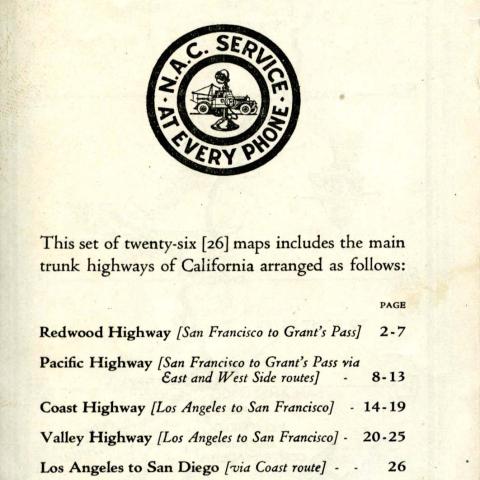 N.A.C. SERVICE
AT EVERY PHONE
This set of twenty-six [26] maps includes the main
trunk highways of California arranged as follows:
PAGE
Redwood Highway [San Francisco to Grant's Pass] 2-7
Pacific Highway [San Francisco to Grant's Pass via
East and West Side routes] - 8-13
Coast Highway [Los Angeles to San Francisco] - 14-19
Valley Highway [Los Angeles to San Francisco] - 20-25
Los Angeles to San Diego [via Coast route] - - 26